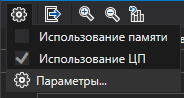 Использование памяти
Использование ЦП
Параметры...